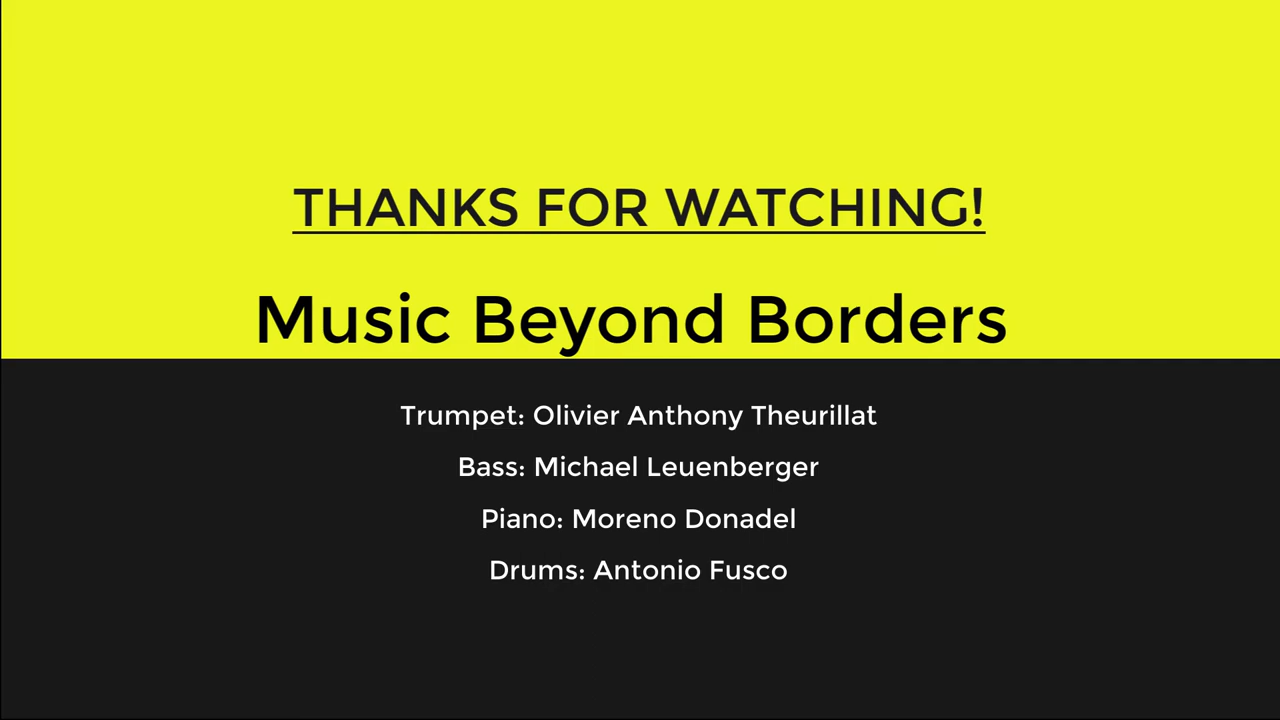 THANKS FOR WATCHING!
Music Beyond Borders
Trumpet: Olivier Anthony Theurillat
Bass: Michael Leuenberger
Piano: Moreno Donadel
Drums: Antonio Fusco